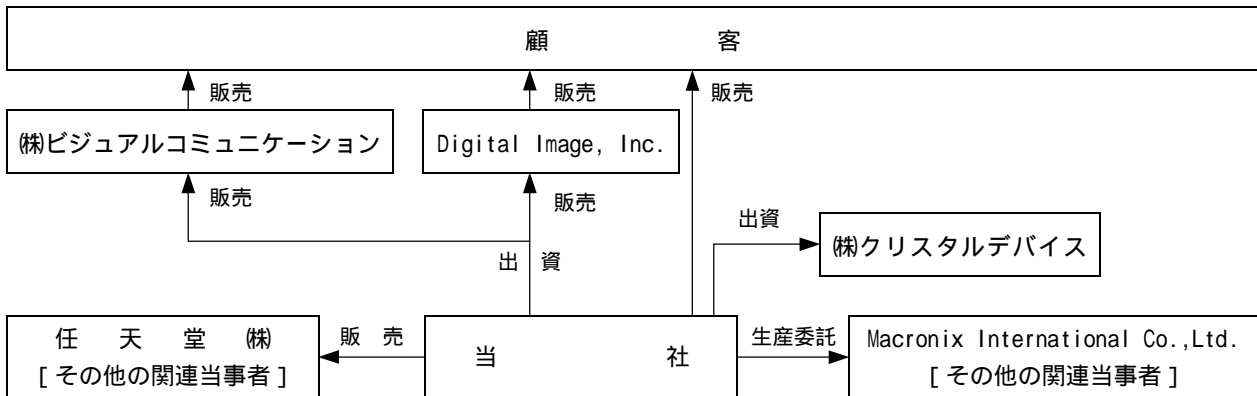 顧 客
販売 販売 販売
㈱ビジュアルコミュニケーション
Digital Image, Inc.
販売 販売
出資
㈱クリスタルデバイス
出 資
任 天 堂 ㈱
[その他の関連当事者]
販 売
当 社
生産委託
Macronix International Co.,Ltd.
[その他の関連当事者]